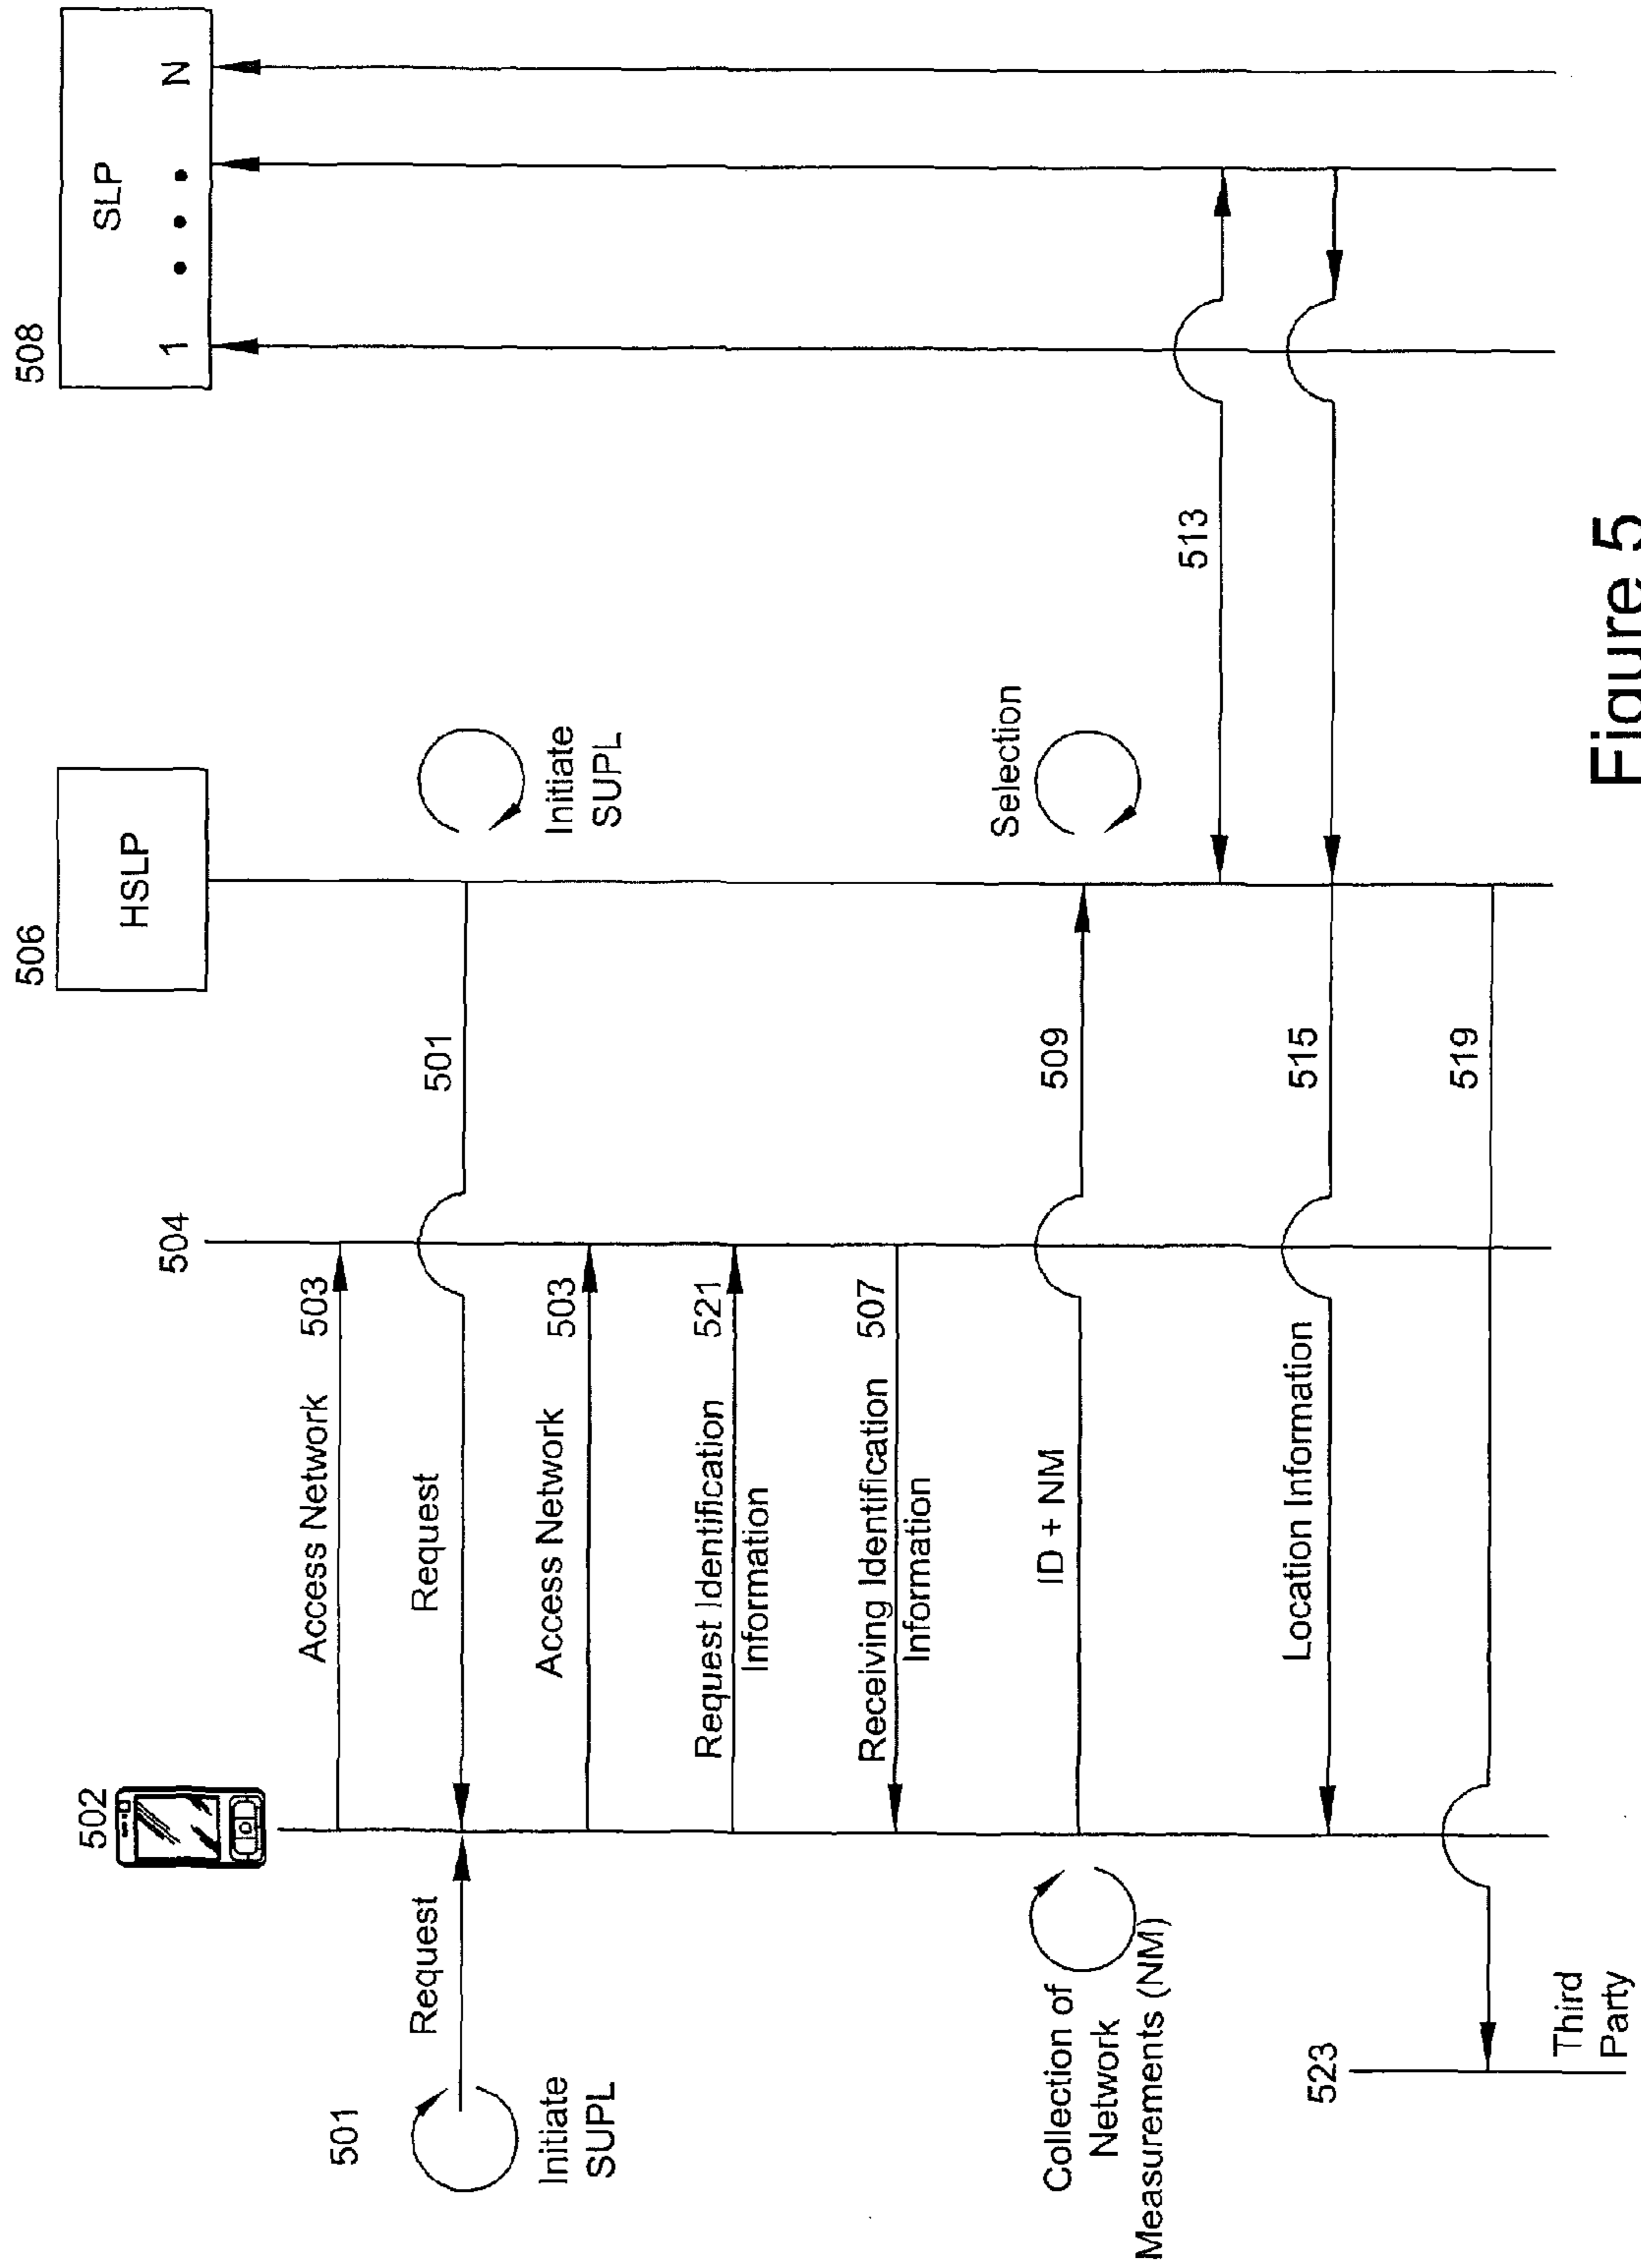 502
504
506
HSLP
508
SLP
1 • • • N
Access Network 503
501
Initiate
SUPL
Request
Request
501
Initiate
SUPL
Access Network 503
Request Identification 521
Information
Receiving Identification 507
Information
Collection of
Network
Measurements (NM)
ID + NM
509
Selection
513
Location Information
515
519
523
Third
Party
Figure 5